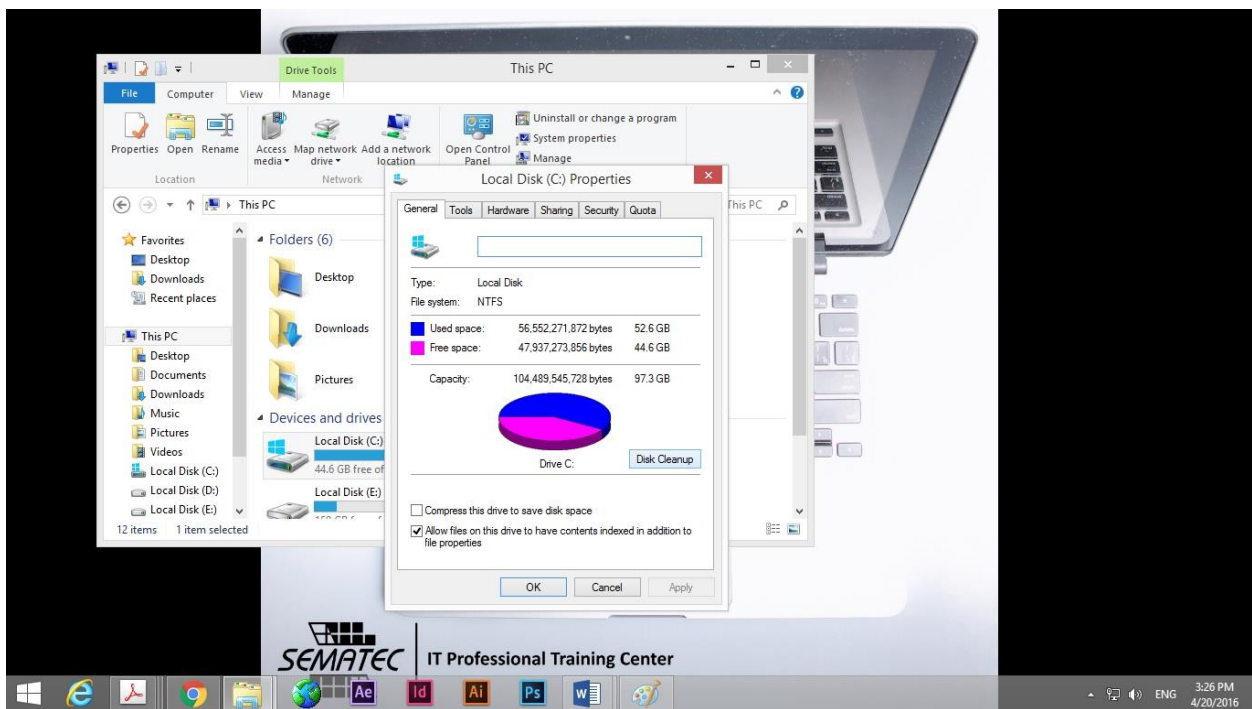 Drive Tools
This PC
File Computer View Manage
Properties Open Rename
Access media
Map network drive
Add a network location
Open Control Panel
Uninstall or change a program
System properties
Manage
Location
Network
This PC
This PC
Favorites
Desktop
Downloads
Recent places
This PC
Desktop
Documents
Downloads
Music
Pictures
Videos
Local Disk (C:)
Local Disk (D:)
Local Disk (E:)
Folders (6)
Desktop
Downloads
Pictures
Devices and drives
Local Disk (C:)
44.6 GB free of
Local Disk (E:)
12 items 1 item selected
Local Disk (C:) Properties
General Tools Hardware Sharing Security Quota
Type: Local Disk
File system: NTFS
Used space: 56,552,271,872 bytes 52.6 GB
Free space: 47,937,273,856 bytes 44.6 GB
Capacity: 104,489,545,728 bytes 97.3 GB
Drive C:
Disk Cleanup
Compress this drive to save disk space
Allow files on this drive to have contents indexed in addition to
file properties
OK Cancel Apply
SEMATEC
IT Professional Training Center
Ae Id Ai Ps W
ENG
3:26 PM
4/20/2016